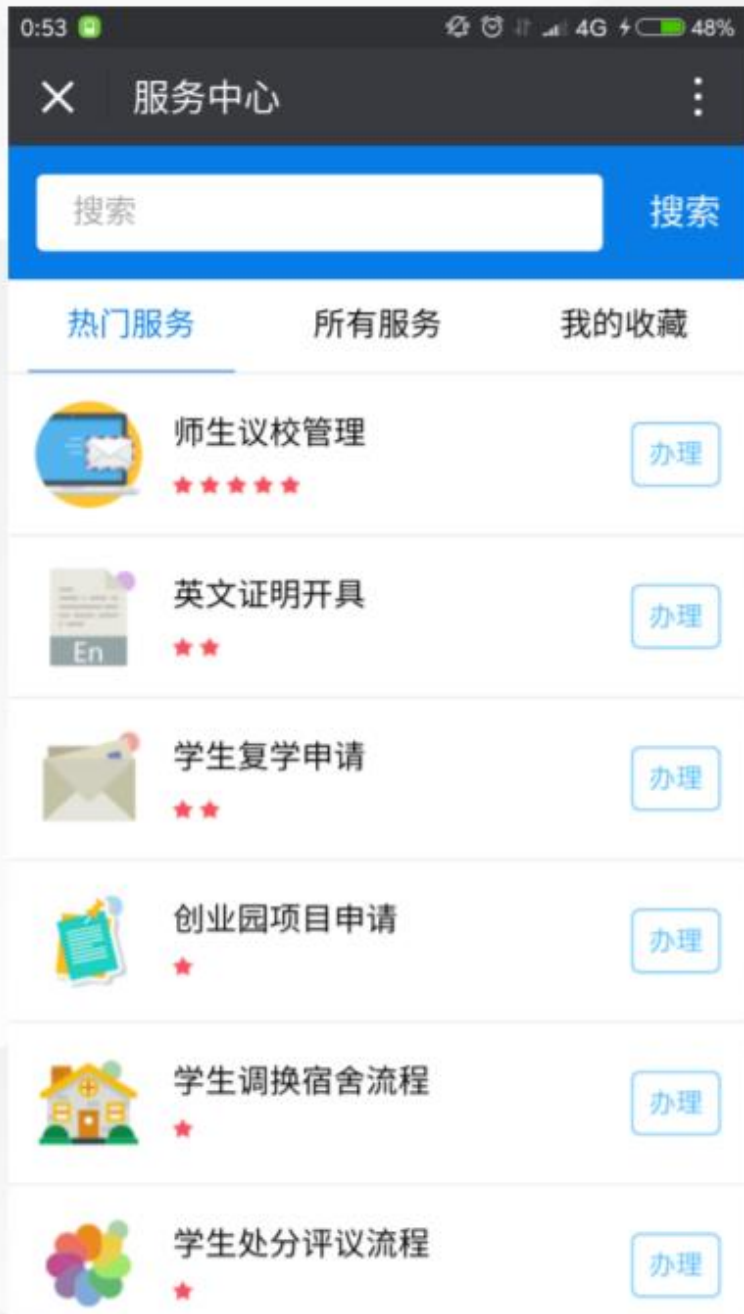 0:53 4G 48%
服务中心
搜索 搜索
热门服务 所有服务 我的收藏
师生议校管理
办理
英文证明开具
办理
En
学生复学申请
办理
创业园项目申请
办理
学生调换宿舍流程
办理
学生处分评议流程
办理